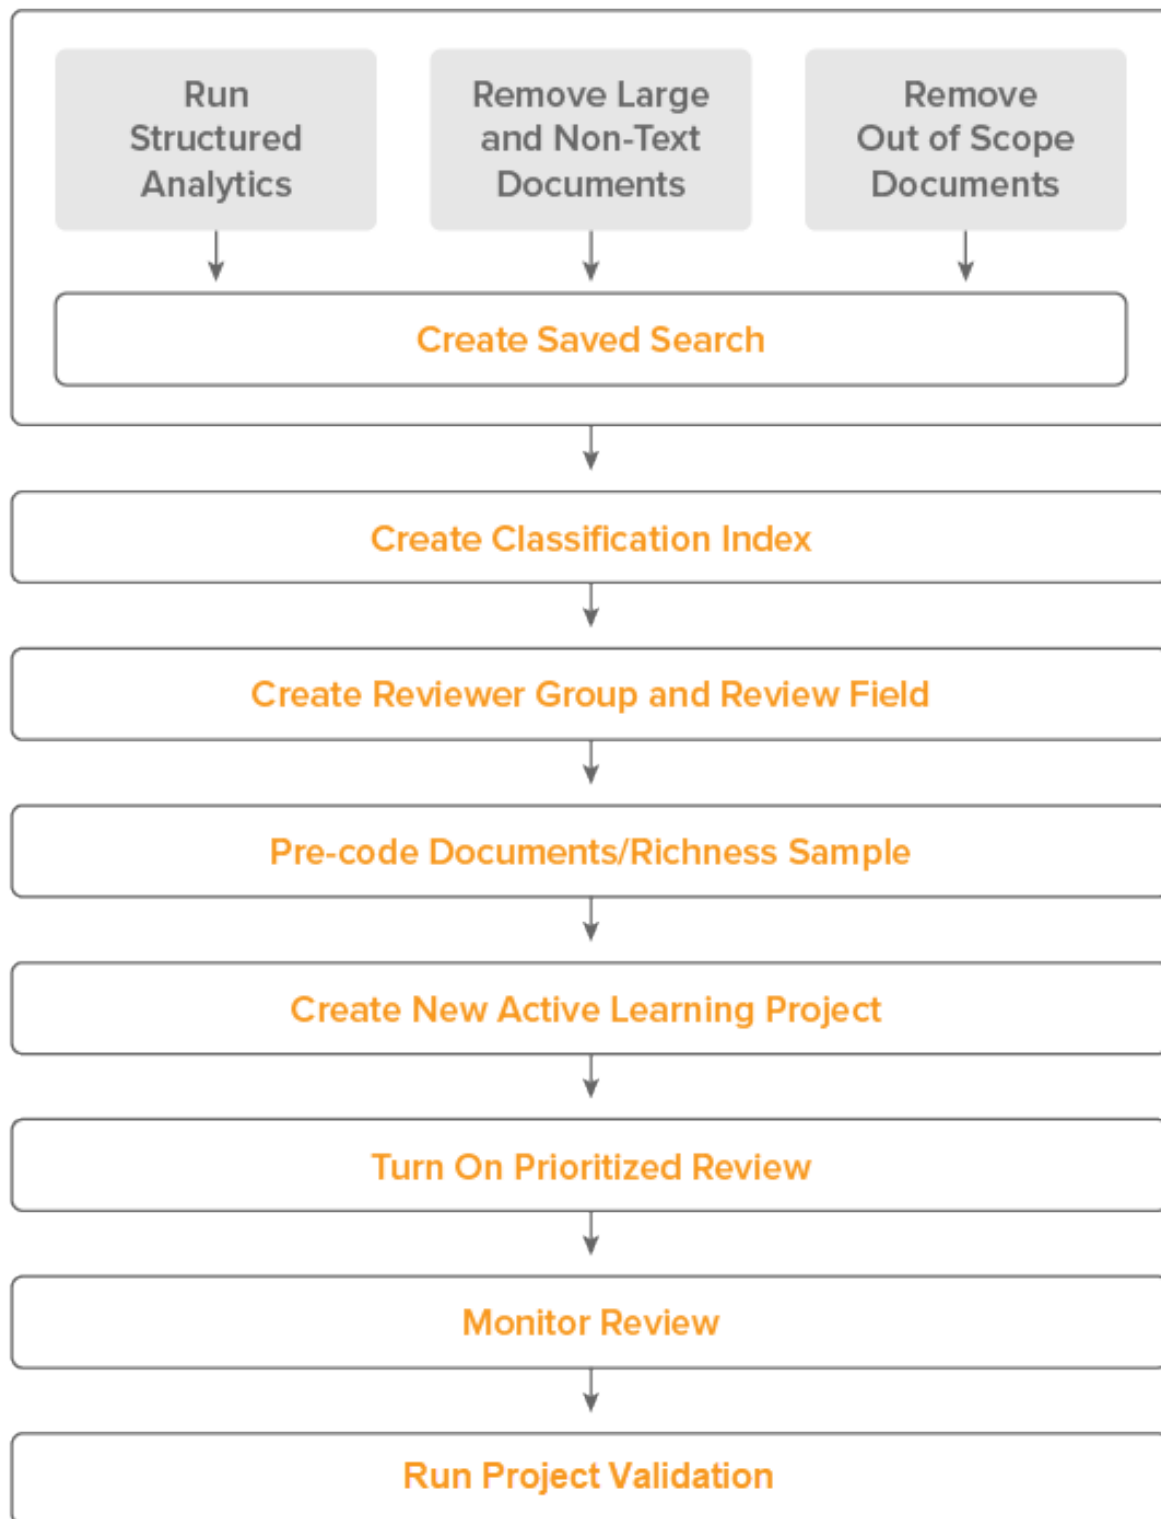 Run
Structured
Analytics
Remove Large
and Non-Text
Documents
Remove
Out of Scope
Documents
Create Saved Search
Create Classification Index
Create Reviewer Group and Review Field
Pre-code Documents/Richness Sample
Create New Active Learning Project
Turn On Prioritized Review
Monitor Review
Run Project Validation